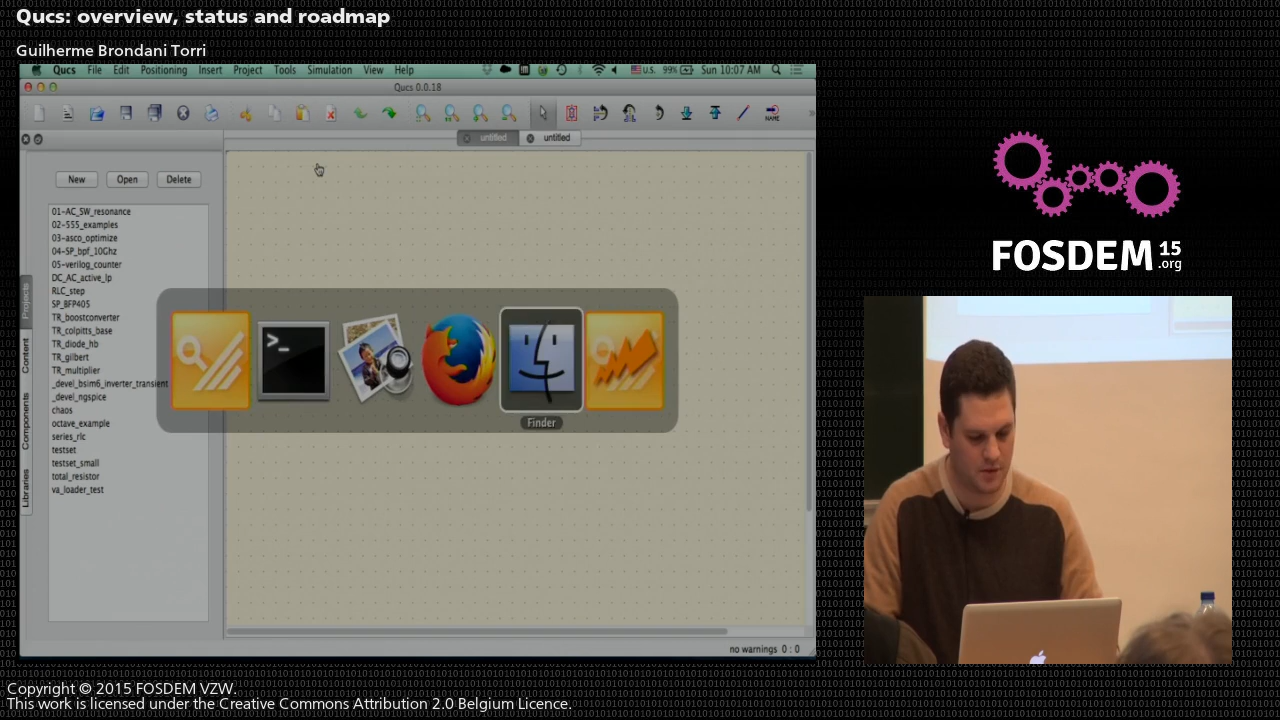 Qucs: overview, status and roadmap
Guilherme Brondani Torri
Qucs File Edit Positioning Insert Project Tools Simulation View Help U.S. 99% Sun 10:07 AM
Qucs 0.0.18
NAME
untitled untitled
New Open Delete
01-AC_SW_resonance
02-555_examples
03-asco_optimize
04-SP_bpf_10Ghz
05-verilog_counter
DC_AC_active_lp
RLC_step
SP_BFP405
TR_boostconverter
TR_colpitts_base
TR_diode_hb
TR_gilbert
TR_multiplier
_devel_bsim6_inverter_transient
_devel_ngspice
chaos
octave_example
series_rlc
testset
testset_small
total_resistor
va_loader_test
Projects
Content
Components
Libraries
>_
Finder
no warnings 0 : 0
FOSDEM 15
.org
Copyright © 2015 FOSDEM VZW.
This work is licensed under the Creative Commons Attribution 2.0 Belgium Licence.